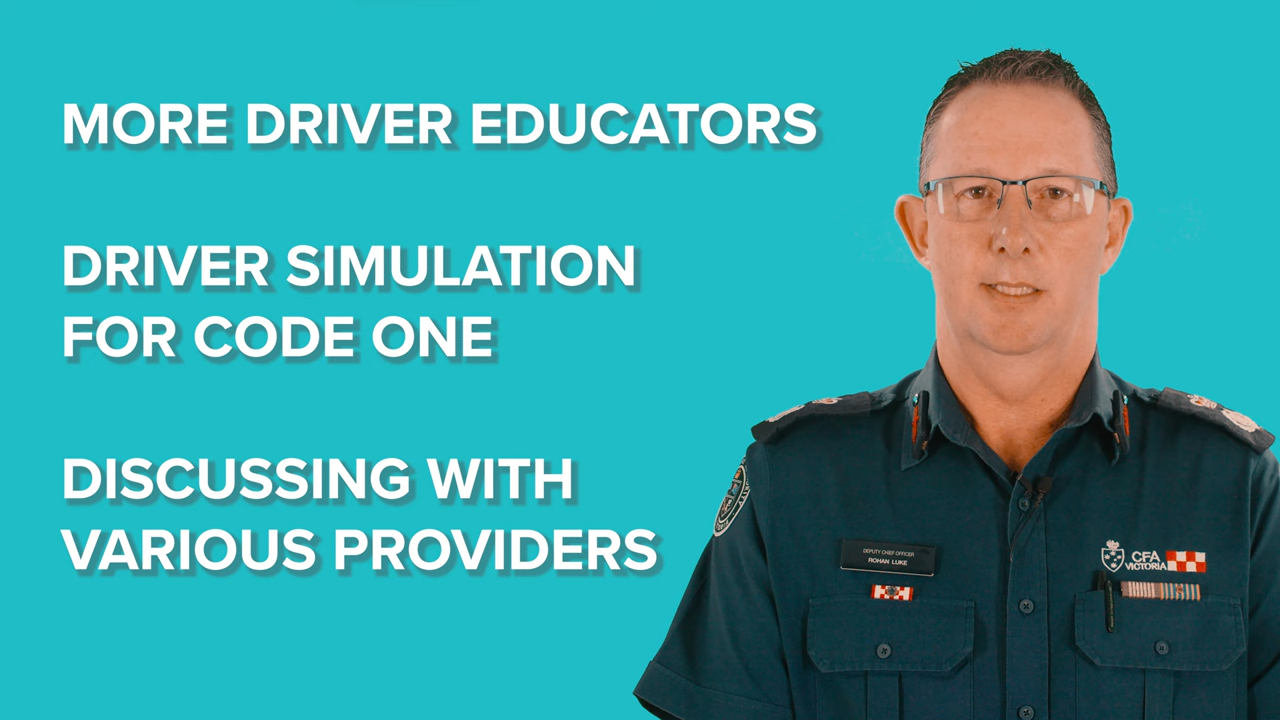 MORE DRIVER EDUCATORS
DRIVER SIMULATION
FOR CODE ONE
DISCUSSING WITH
VARIOUS PROVIDERS
DEPUTY CHIEF OFFICER
ROHAN LUKE
CFA
VICTORIA